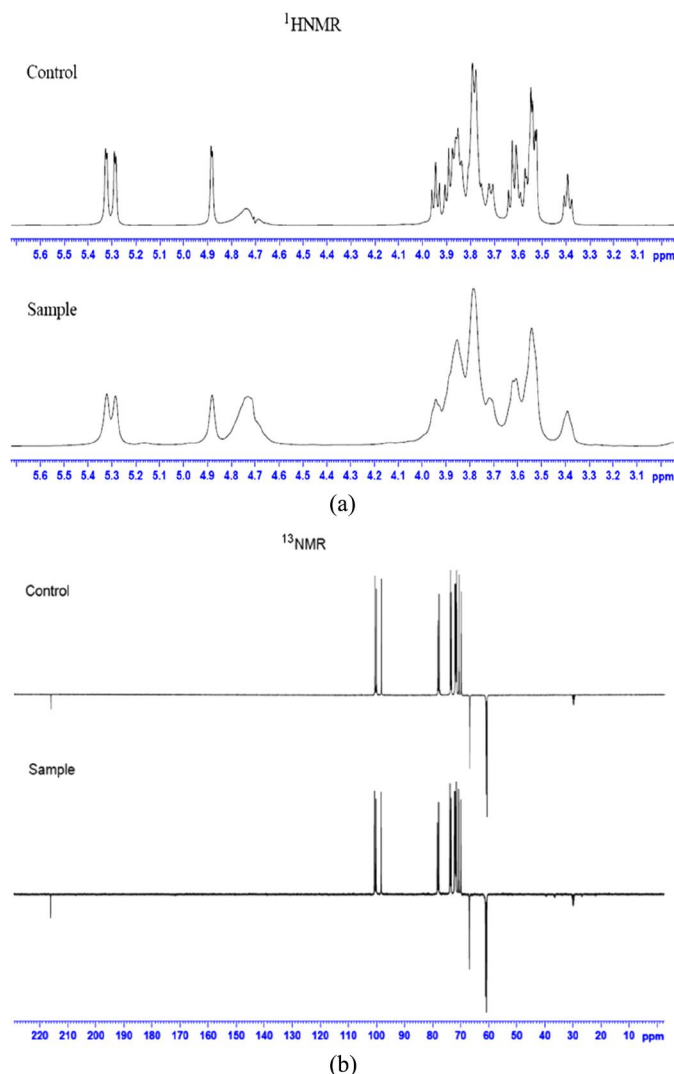 ¹HNMR
Control
5.6 5.5 5.4 5.3 5.2 5.1 5.0 4.9 4.8 4.7 4.6 4.5 4.4 4.3 4.2 4.1 4.0 3.9 3.8 3.7 3.6 3.5 3.4 3.3 3.2 3.1 ppm
Sample
5.6 5.5 5.4 5.3 5.2 5.1 5.0 4.9 4.8 4.7 4.6 4.5 4.4 4.3 4.2 4.1 4.0 3.9 3.8 3.7 3.6 3.5 3.4 3.3 3.2 3.1 ppm
(a)
¹³NMR
Control
Sample
220 210 200 190 180 170 160 150 140 130 120 110 100 90 80 70 60 50 40 30 20 10 ppm
(b)